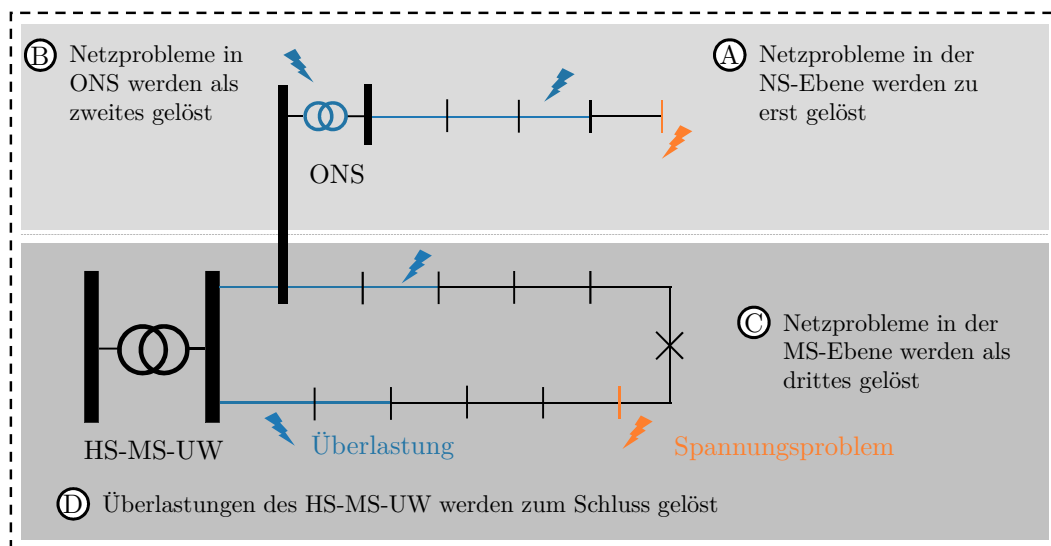 B
Netzprobleme in
ONS werden als
zweites gelöst
A
Netzprobleme in der
NS-Ebene werden zu
erst gelöst
ONS
C
Netzprobleme in der
MS-Ebene werden als
drittes gelöst
HS-MS-UW
Überlastung
Spannungsproblem
D
Überlastungen des HS-MS-UW werden zum Schluss gelöst